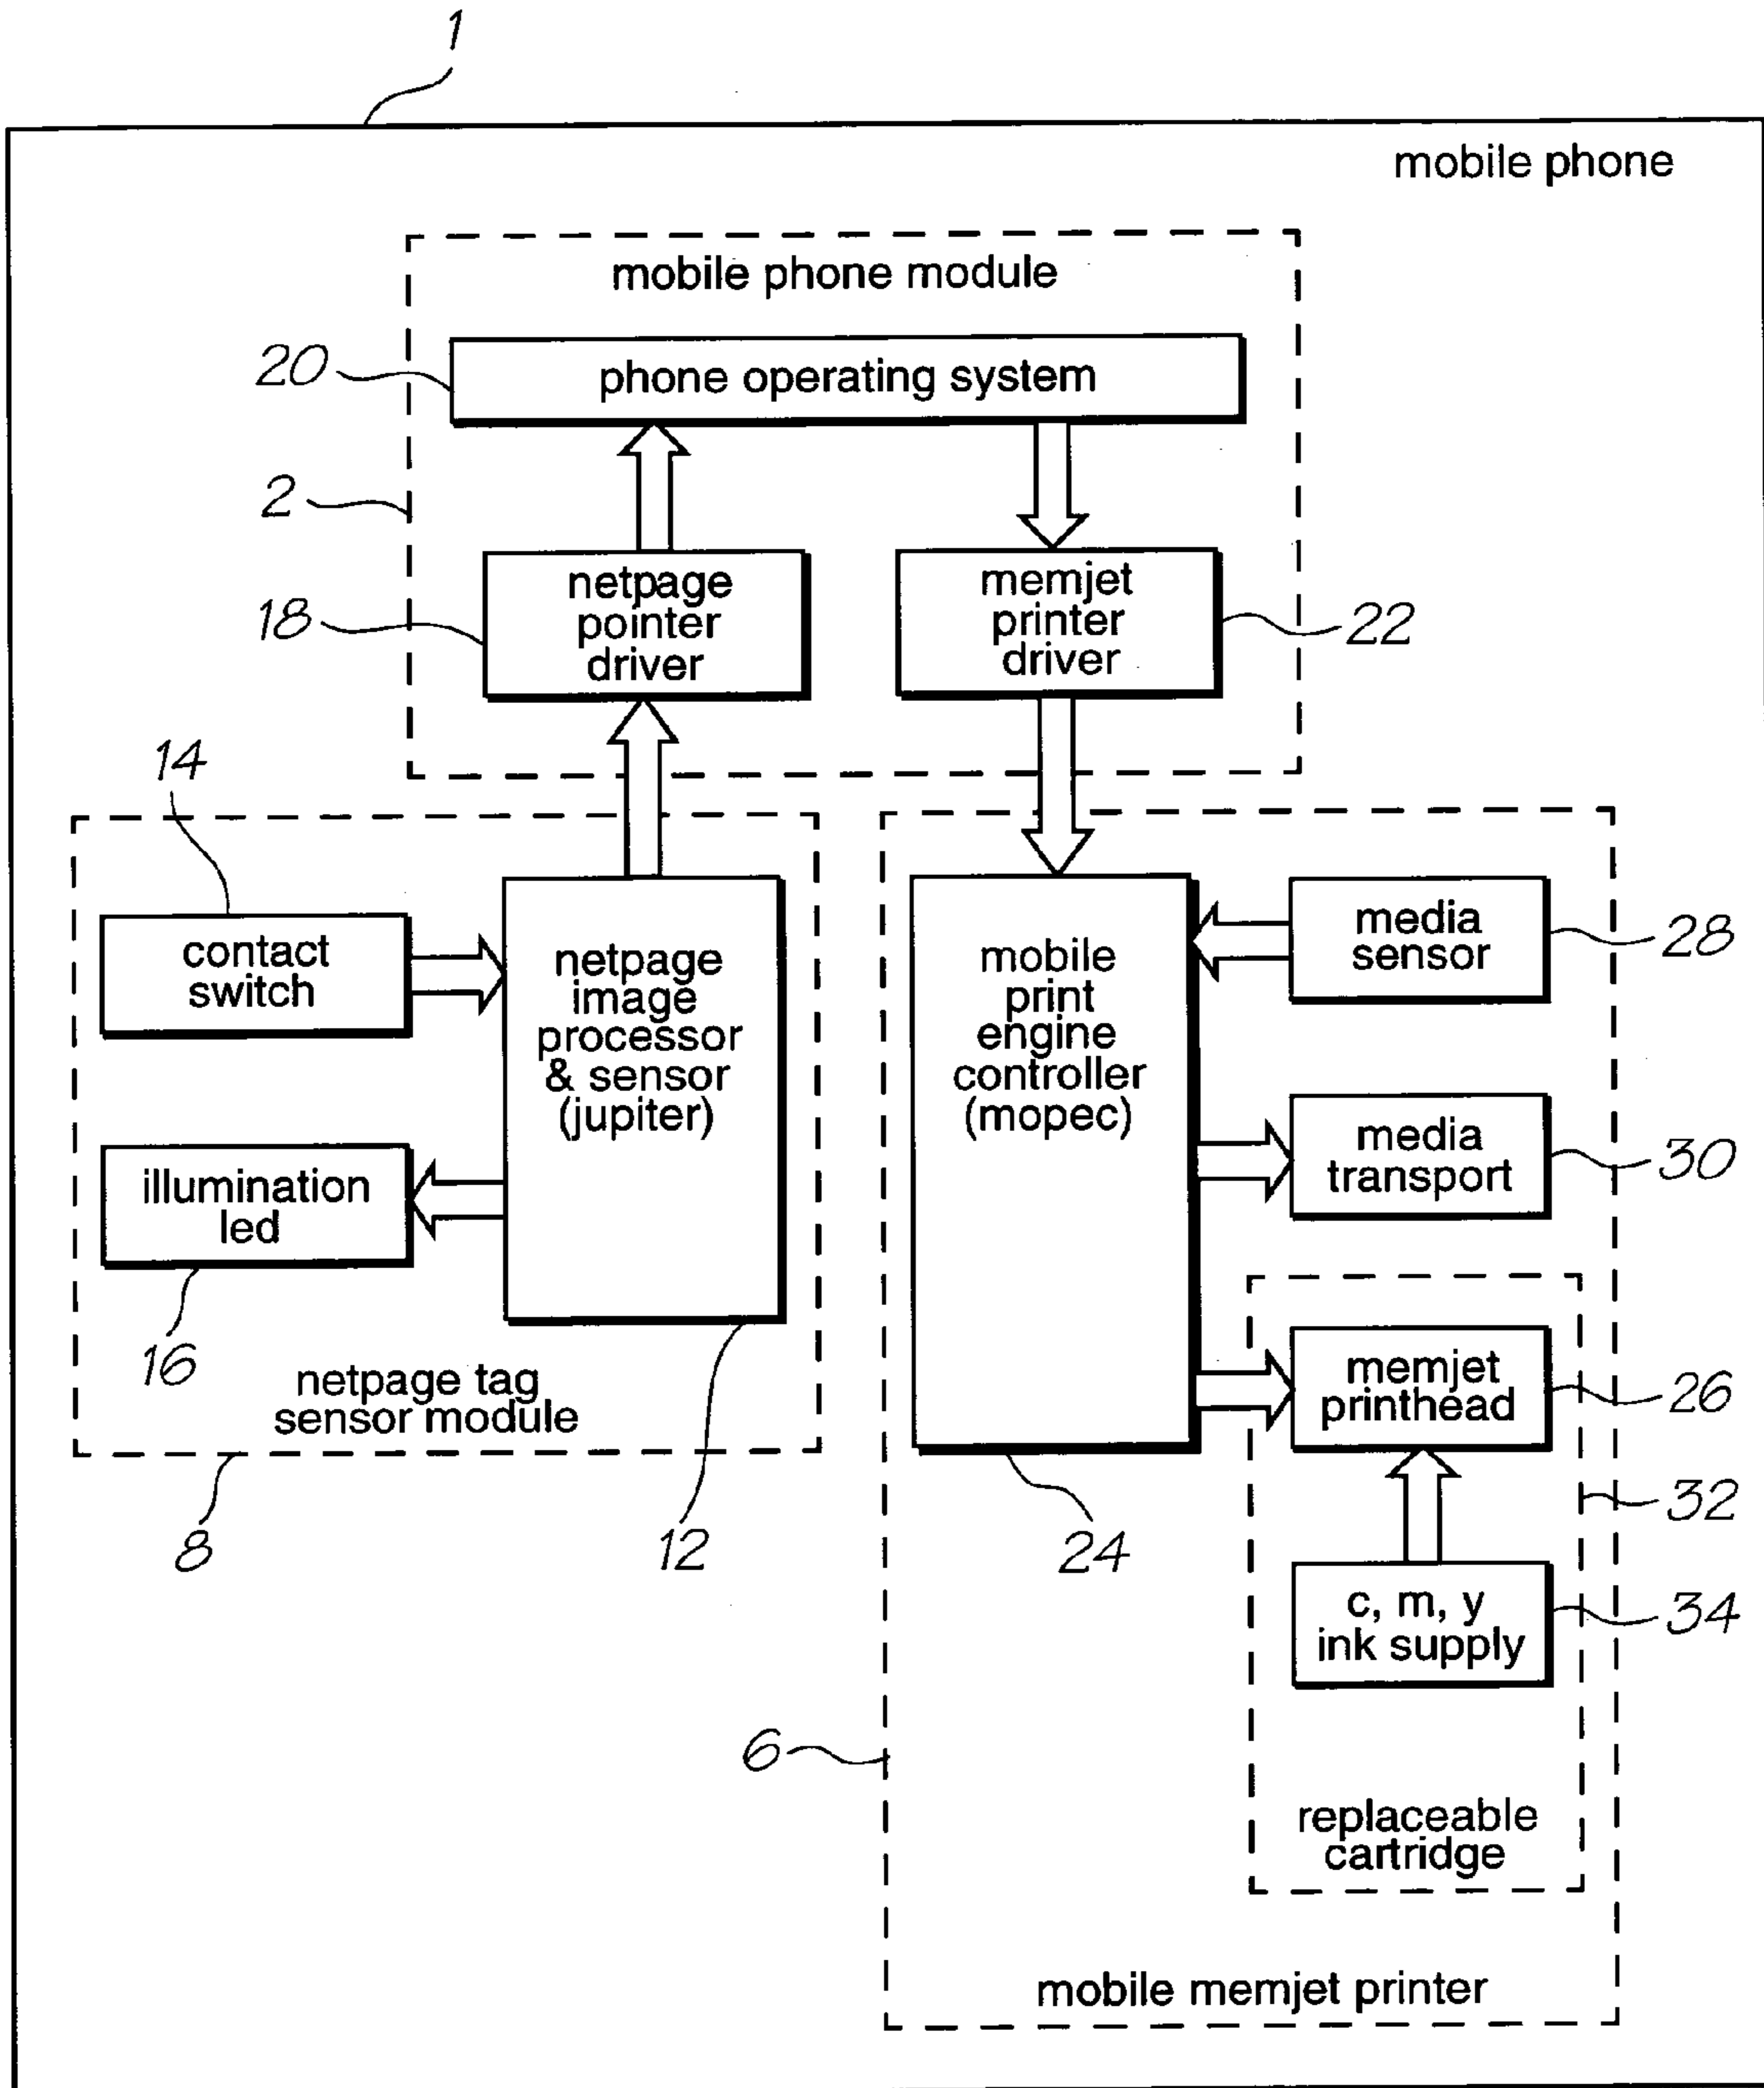 1
mobile phone
mobile phone module
20
phone operating system
2
18
netpage
pointer
driver
memjet
printer
driver
22
14
contact
switch
netpage
image
processor
& sensor
(jupiter)
illumination
led
16
netpage tag
sensor module
8
12
mobile
print
engine
controller
(mopec)
media
sensor
28
media
transport
30
memjet
printhead
26
24
32
c, m, y
ink supply
34
6
replaceable
cartridge
mobile memjet printer